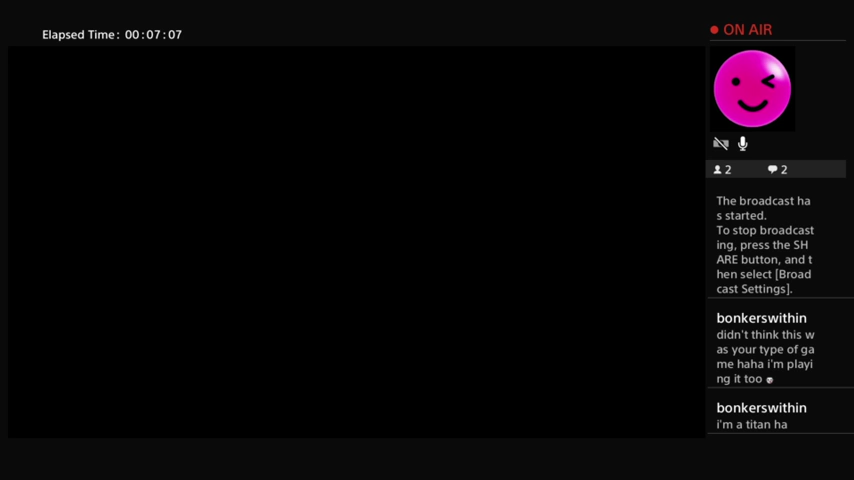 Elapsed Time: 00:07:07
ON AIR
2 2
The broadcast ha
s started.
To stop broadcast
ing, press the SH
ARE button, and t
hen select [Broad
cast Settings].
bonkerswithin
didn't think this w
as your type of ga
me haha i'm playi
ng it too
bonkerswithin
i'm a titan ha